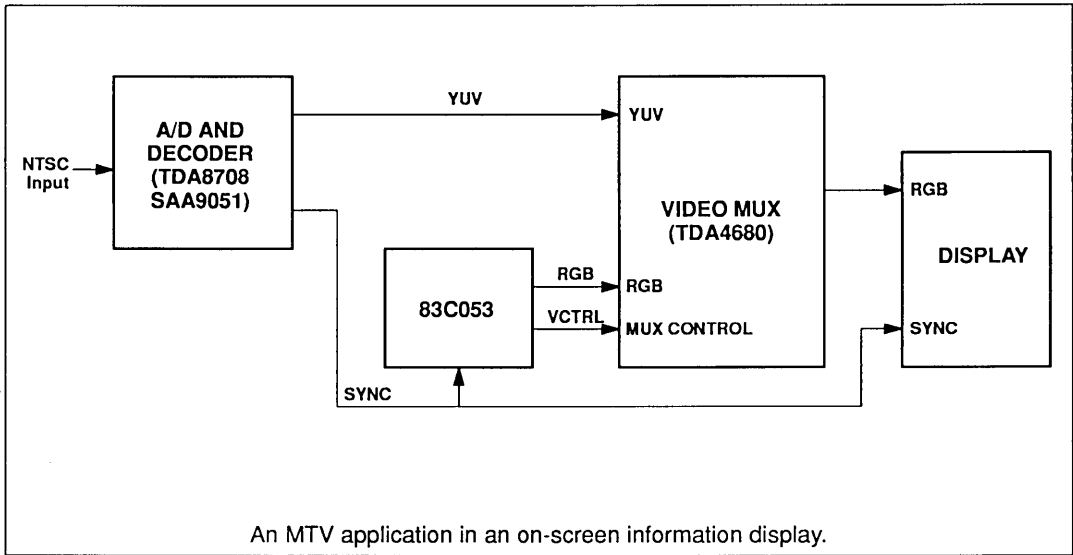 NTSC
Input
A/D AND
DECODER
(TDA8708
SAA9051)
YUV
SYNC
83C053
RGB
VCTRL
YUV
RGB
MUX CONTROL
VIDEO MUX
(TDA4680)
RGB
DISPLAY
SYNC
An MTV application in an on-screen information display.